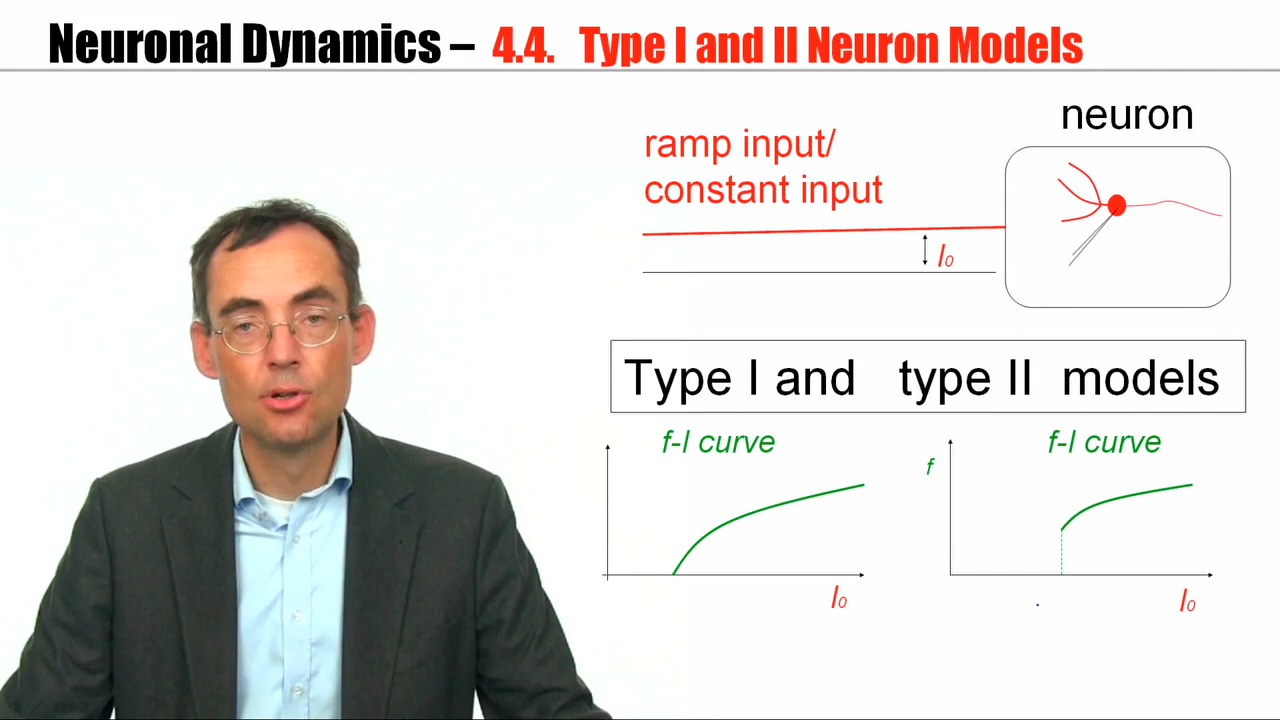 Neuronal Dynamics – 4.4. Type I and II Neuron Models
neuron
ramp input/
constant input
I0
Type I and type II models
f-I curve
I0
f-I curve
f
I0